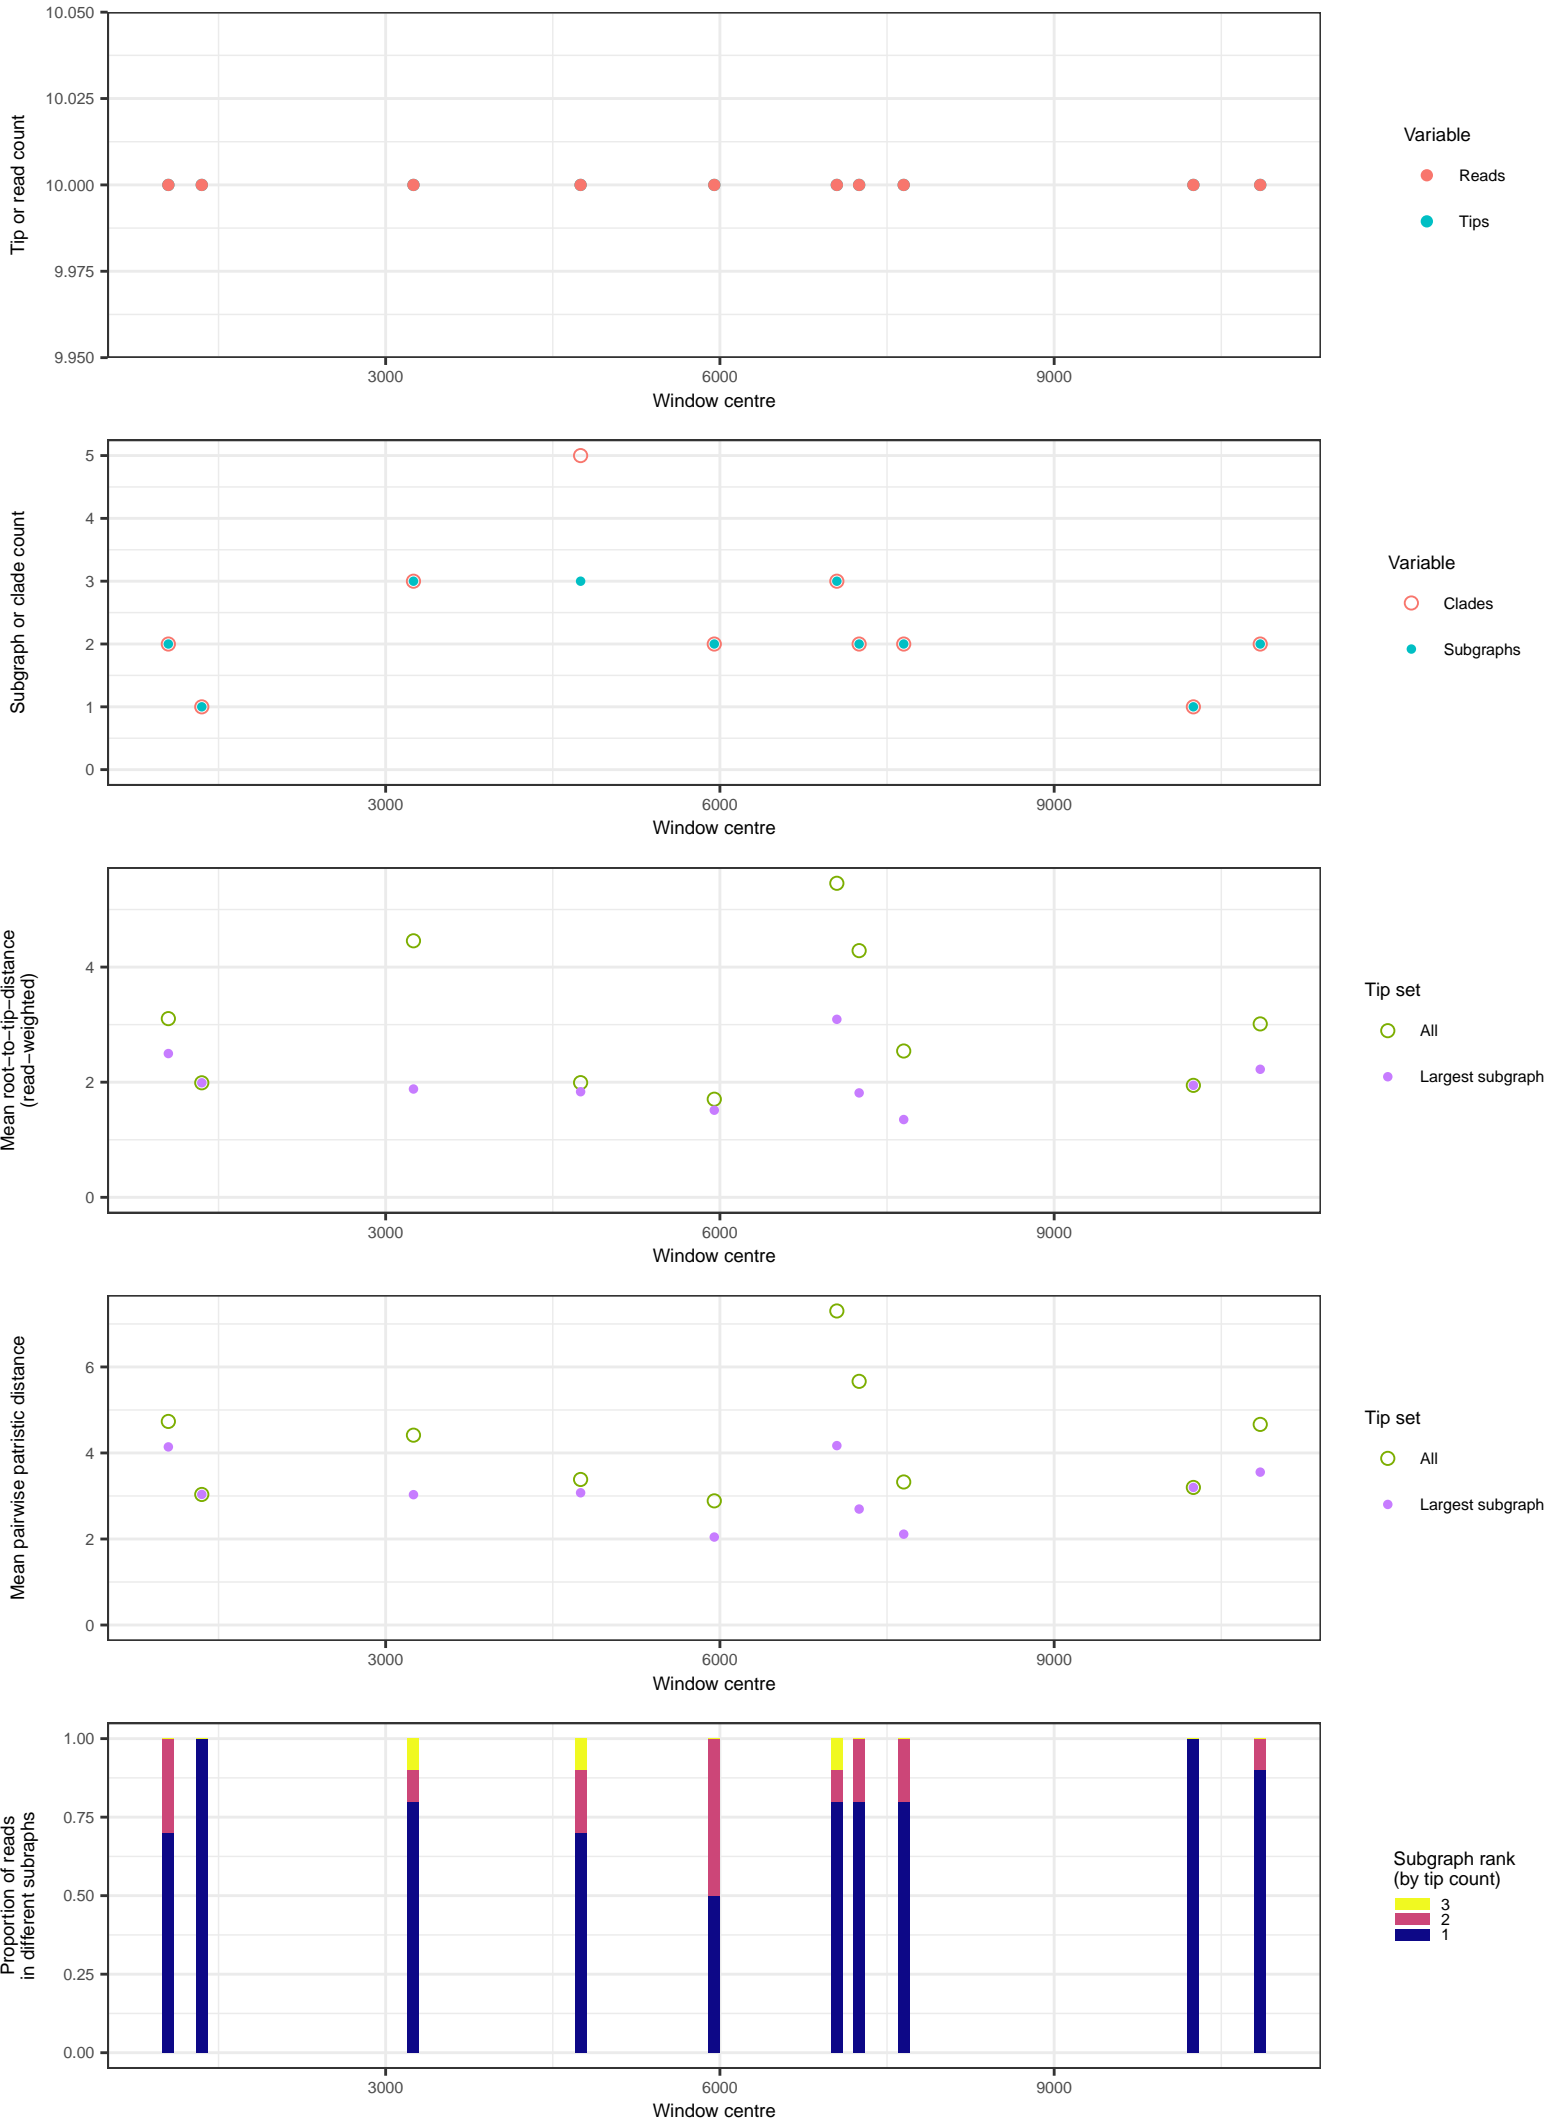 10.050
10.025
10.000
9.975
9.950
Tip or read count
3000
6000
9000
Window centre
Variable
Reads
Tips
5
4
3
2
1
0
Subgraph or clade count
3000
6000
9000
Window centre
Variable
Clades
Subgraphs
4
2
0
Mean root−to−tip−distance
(read−weighted)
3000
6000
9000
Window centre
Tip set
All
Largest subgraph
6
4
2
0
Mean pairwise patristic distance
3000
6000
9000
Window centre
Tip set
All
Largest subgraph
1.00
0.75
0.50
0.25
0.00
Proportion of reads
in different subraphs
3000
6000
9000
Window centre
Subgraph rank
(by tip count)
3
2
1